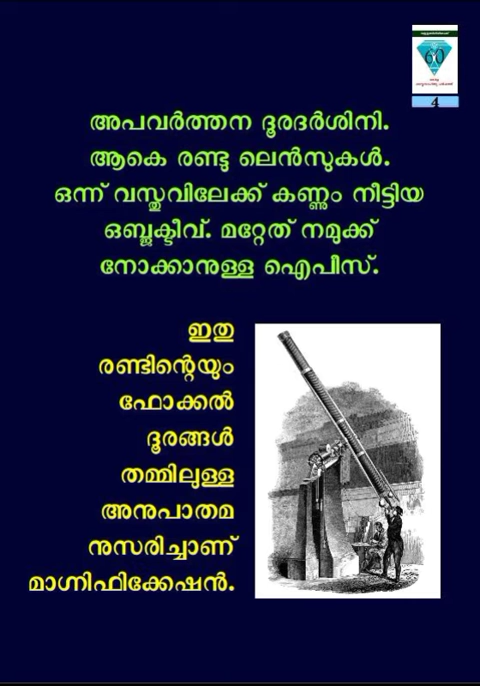 60
4
അപവർത്തന ദൂരദർശിനി.
ആകെ രണ്ടു ലെൻസുകൾ.
ഒന്ന് വസ്തുവിലേക്ക് കണ്ണും നീട്ടിയ
ഒബ്ജക്ടീവ്. മറ്റേത് നമുക്ക്
നോക്കാനുള്ള ഐപീസ്.
ഇതു
രണ്ടിന്റെയും
ഫോക്കൽ
ദൂരങ്ങൾ
തമ്മിലുള്ള
അനുപാതമ
നുസരിച്ചാണ്
മാഗ്നിഫിക്കേഷൻ.